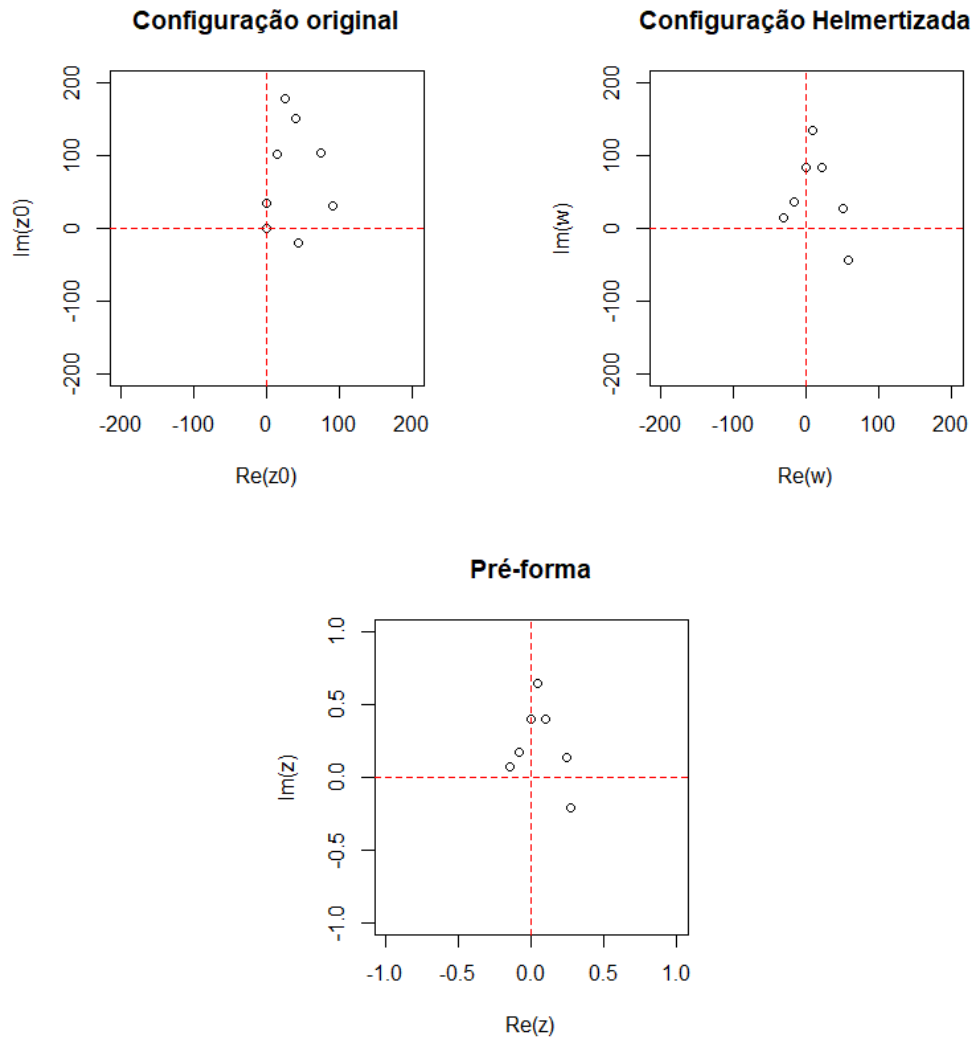 Configuração original
200
100
0
-100
-200
Im(z0)
-200 -100 0 100 200
Re(z0)
Configuração Helmertizada
200
100
0
-100
-200
Im(w)
-200 -100 0 100 200
Re(w)
Pré-forma
1.0
0.5
0.0
-0.5
-1.0
Im(z)
-1.0 -0.5 0.0 0.5 1.0
Re(z)